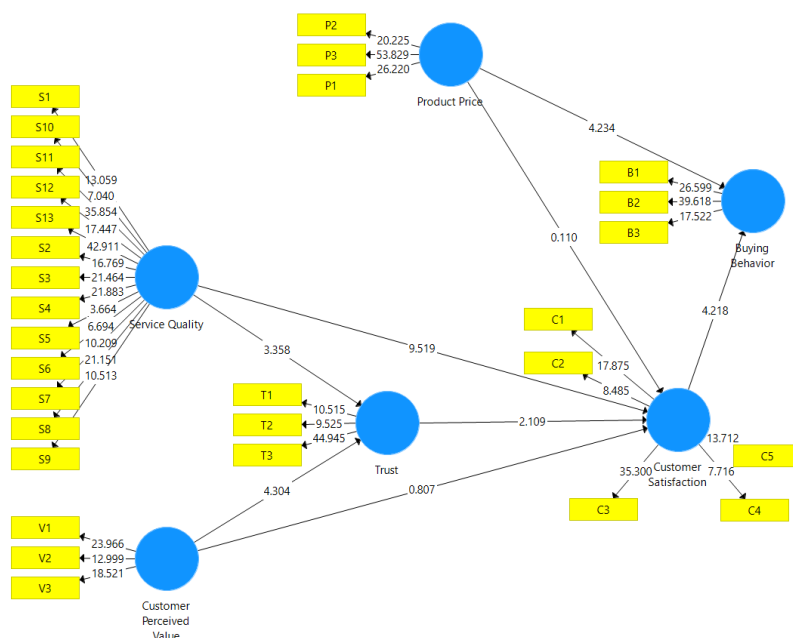 P2
20.225
P3
53.829
P1
26.220
Product Price
S1
S10
S11
S12
S13
S2
S3
S4
S5
S6
S7
S8
S9
13.059
7.040
35.854
17.447
42.911
16.769
21.464
21.883
3.664
6.694
10.209
21.151
10.513
Service Quality
4.234
0.110
B1
26.599
B2
39.618
B3
17.522
Buying
Behavior
4.218
9.519
3.358
C1
17.875
C2
8.485
T1
10.515
T2
9.525
T3
44.945
Trust
2.109
13.712
C5
35.300
Customer
Satisfaction
7.716
C3
C4
4.304
0.807
V1
23.966
V2
12.999
V3
18.521
Customer
Perceived
Value